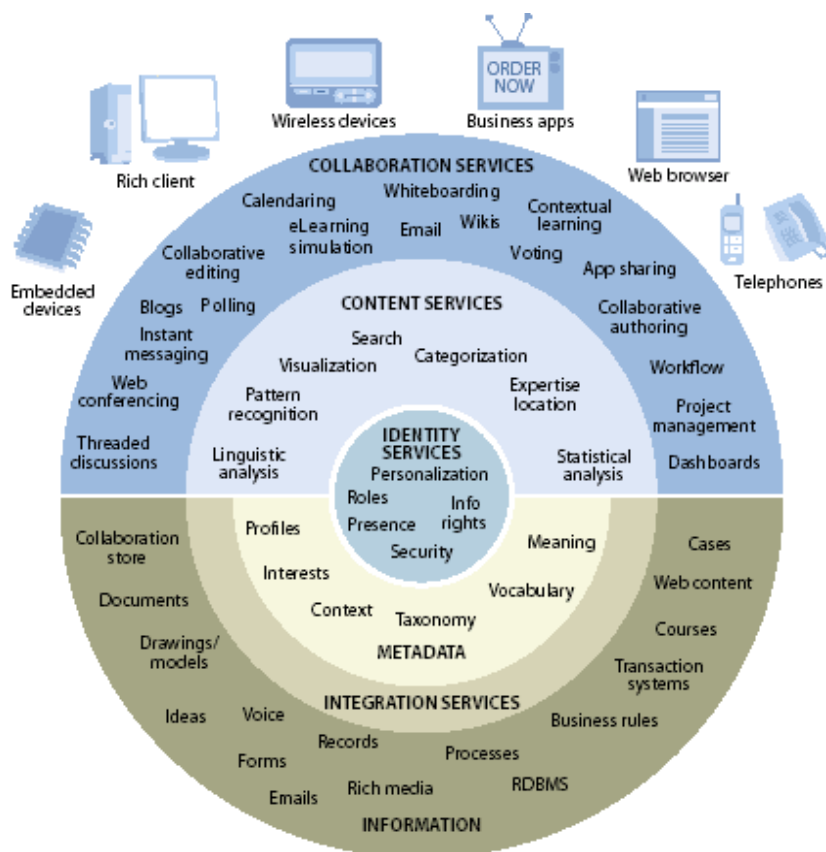 ORDER
NOW
Wireless devices
Business apps
Rich client
Web browser
Embedded
devices
Telephones
COLLABORATION SERVICES
Calendaring
Whiteboarding
Contextual
learning
eLearning
simulation
Email
Wikis
Voting
Collaborative
editing
App sharing
Blogs
Polling
Collaborative
authoring
Instant
messaging
Workflow
Web
conferencing
Project
management
Threaded
discussions
Dashboards
CONTENT SERVICES
Search
Visualization
Categorization
Pattern
recognition
Expertise
location
Linguistic
analysis
Statistical
analysis
IDENTITY
SERVICES
Personalization
Roles
Info
rights
Presence
Security
Profiles
Meaning
Interests
Vocabulary
Context
Taxonomy
METADATA
INTEGRATION SERVICES
Collaboration
store
Cases
Documents
Web content
Drawings/
models
Courses
Transaction
systems
Ideas
Voice
Business rules
Records
Processes
Forms
Emails
Rich media
RDBMS
INFORMATION